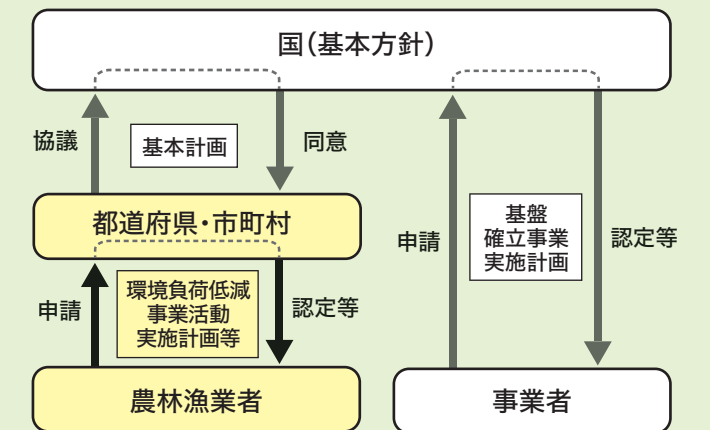 国(基本方針)
協議
基本計画
同意
都道府県・市町村
申請
環境負荷低減
事業活動
実施計画等
認定等
農林漁業者
申請
基盤
確立事業
実施計画
認定等
事業者